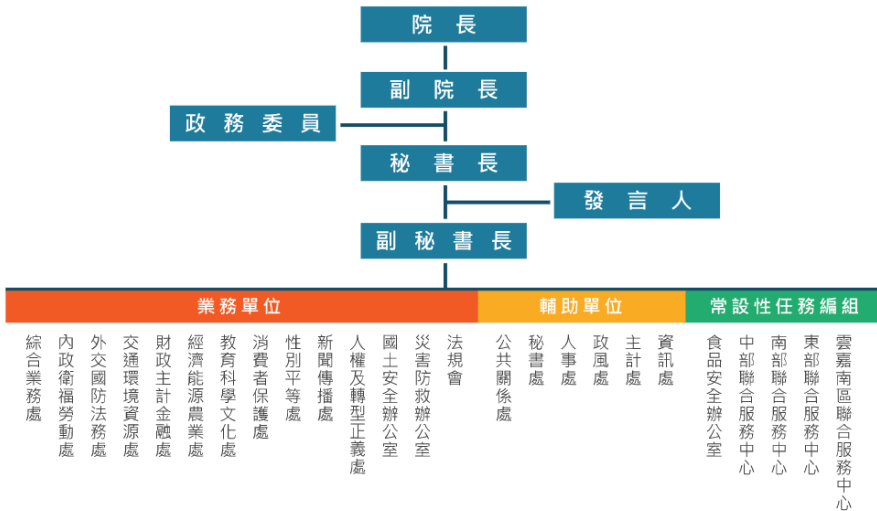 院長
副院長
政務委員
秘書長
發言人
副秘書長
業務單位
輔助單位
常設性任務編組
綜合業務處
內政衛福勞動處
外交國防法務處
交通環境資源處
財政主計金融處
經濟能源農業處
教育科學文化處
消費者保護處
性別平等處
新聞傳播處
人權及轉型正義處
國土安全辦公室
災害防救辦公室
法規會
公共關係處
秘書處
人事處
政風處
主計處
資訊處
食品安全辦公室
中部聯合服務中心
南部聯合服務中心
東部聯合服務中心
雲嘉南區聯合服務中心